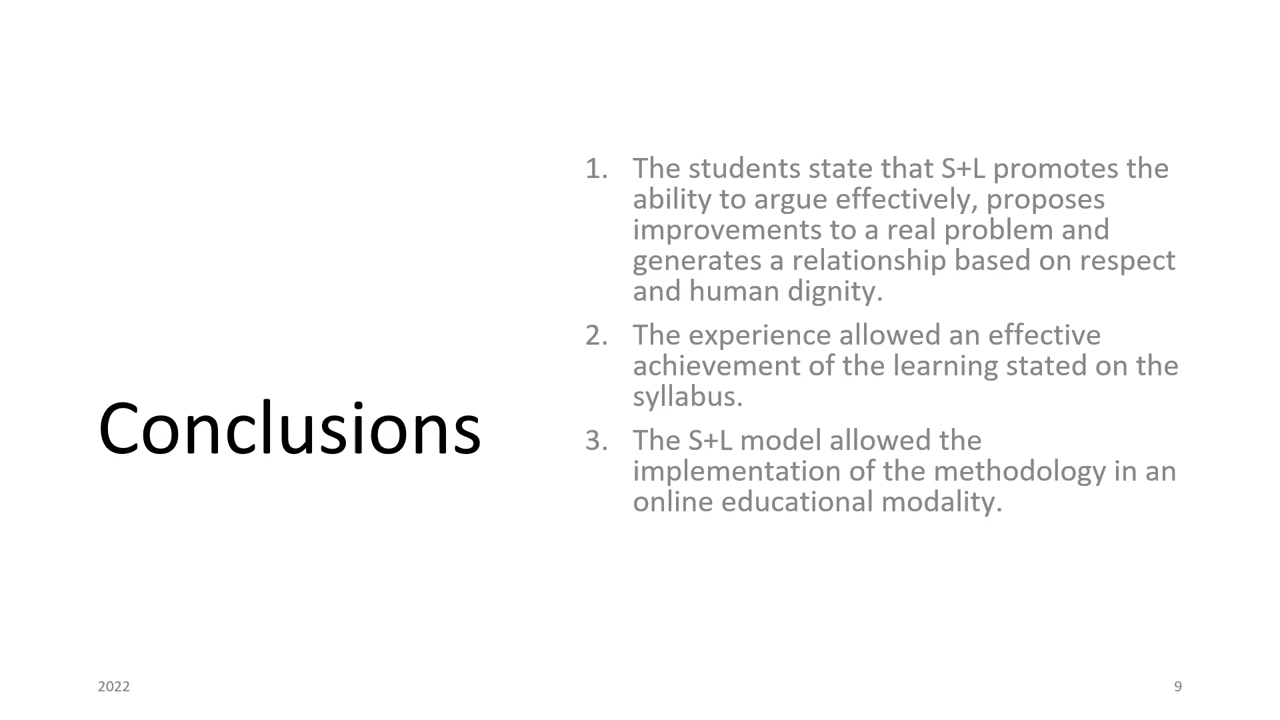 Conclusions
1. The students state that S+L promotes the
ability to argue effectively, proposes
improvements to a real problem and
generates a relationship based on respect
and human dignity.
2. The experience allowed an effective
achievement of the learning stated on the
syllabus.
3. The S+L model allowed the
implementation of the methodology in an
online educational modality.
2022
9